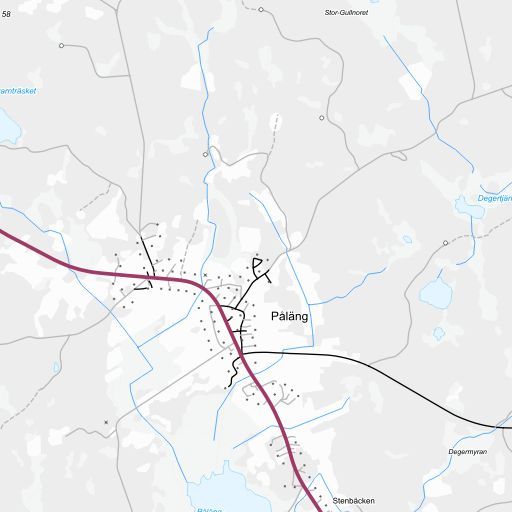 58
Stor-Gullnoret
Degertjärn
Påläng
Degermyran
Stenbäcken